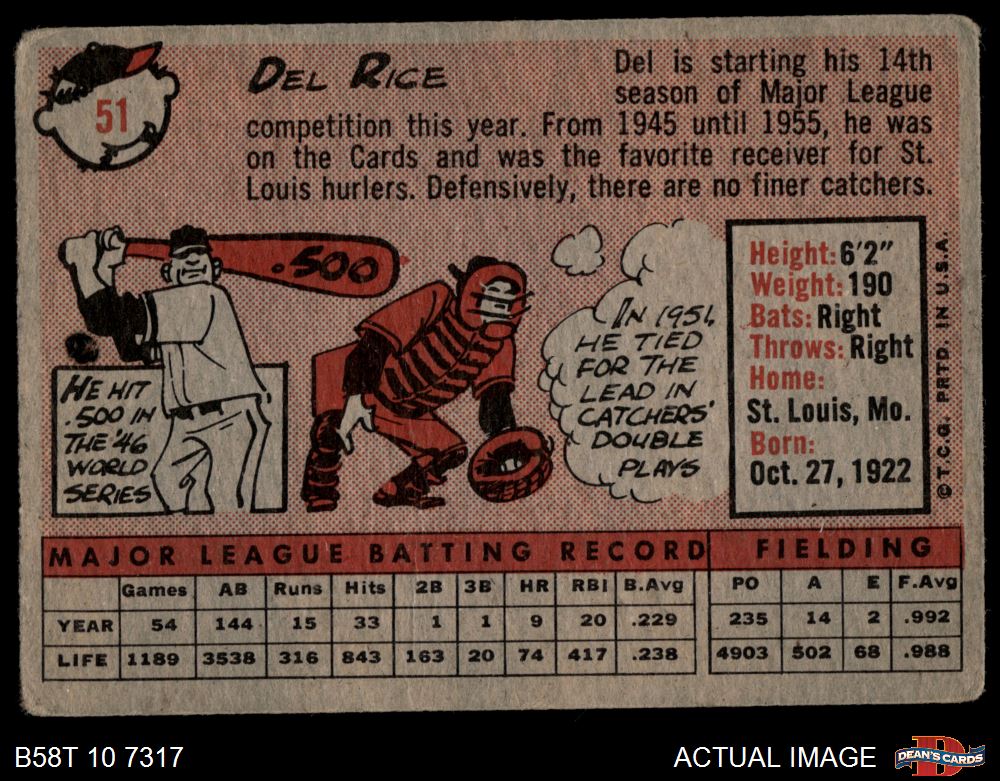 51
DEL RICE
Del is starting his 14th
season of Major League
competition this year. From 1945 until 1955, he was
on the Cards and was the favorite receiver for St.
Louis hurlers. Defensively, there are no finer catchers.
.500
HE HIT
.500 IN
THE '46
WORLD
SERIES
IN 1951,
HE TIED
FOR THE
LEAD IN
CATCHERS'
DOUBLE
PLAYS
Height: 6'2"
Weight: 190
Bats: Right
Throws: Right
Home:
St. Louis, Mo.
Born:
Oct. 27, 1922
© T.C.G. PRTD. IN U.S.A.
MAJOR LEAGUE BATTING RECORD FIELDING
Games AB Runs Hits 2B 3B HR RBI B.Avg PO A E F.Avg
YEAR 54 144 15 33 1 1 9 20 .229 235 14 2 .992
LIFE 1189 3538 316 843 163 20 74 417 .238 4903 502 68 .988
B58T 10 7317
ACTUAL IMAGE
D
DEAN'S CARDS